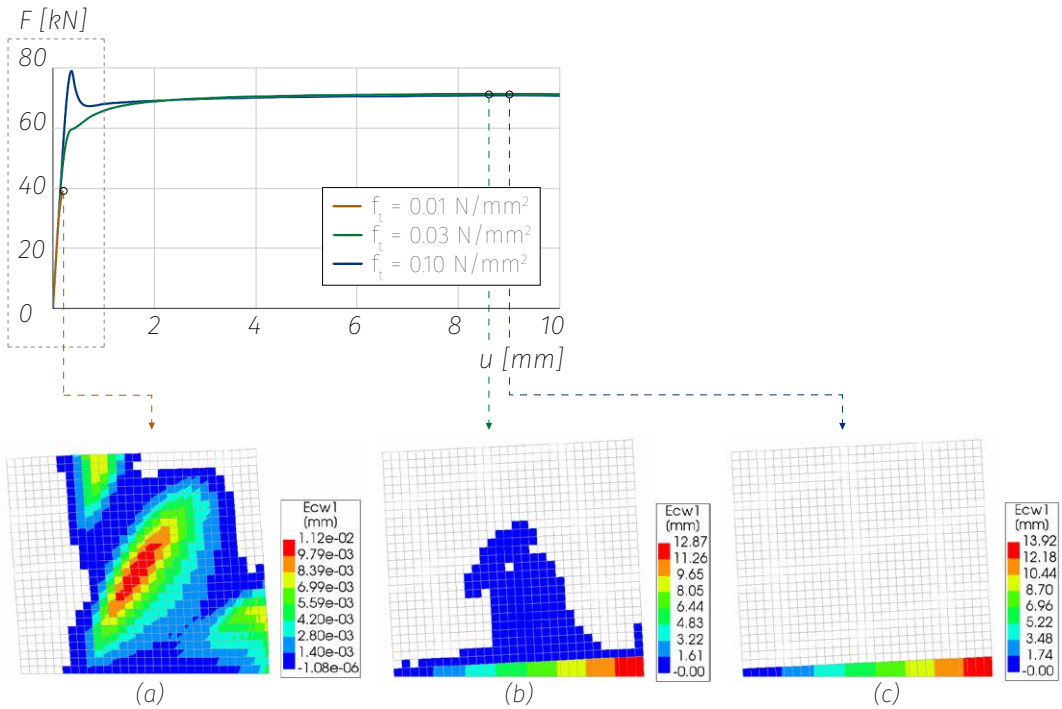 F [kN]
80
60
40
20
0
f_t = 0.01 N/mm²
f_t = 0.03 N/mm²
f_t = 0.10 N/mm²
2 4 6 8 10
u [mm]
Ecw1
(mm)
1.12e-02
9.79e-03
8.39e-03
6.99e-03
5.59e-03
4.20e-03
2.80e-03
1.40e-03
-1.08e-06
(a)
Ecw1
(mm)
12.87
11.26
9.65
8.05
6.44
4.83
3.22
1.61
-0.00
(b)
Ecw1
(mm)
13.92
12.18
10.44
8.70
6.96
5.22
3.48
1.74
-0.00
(c)